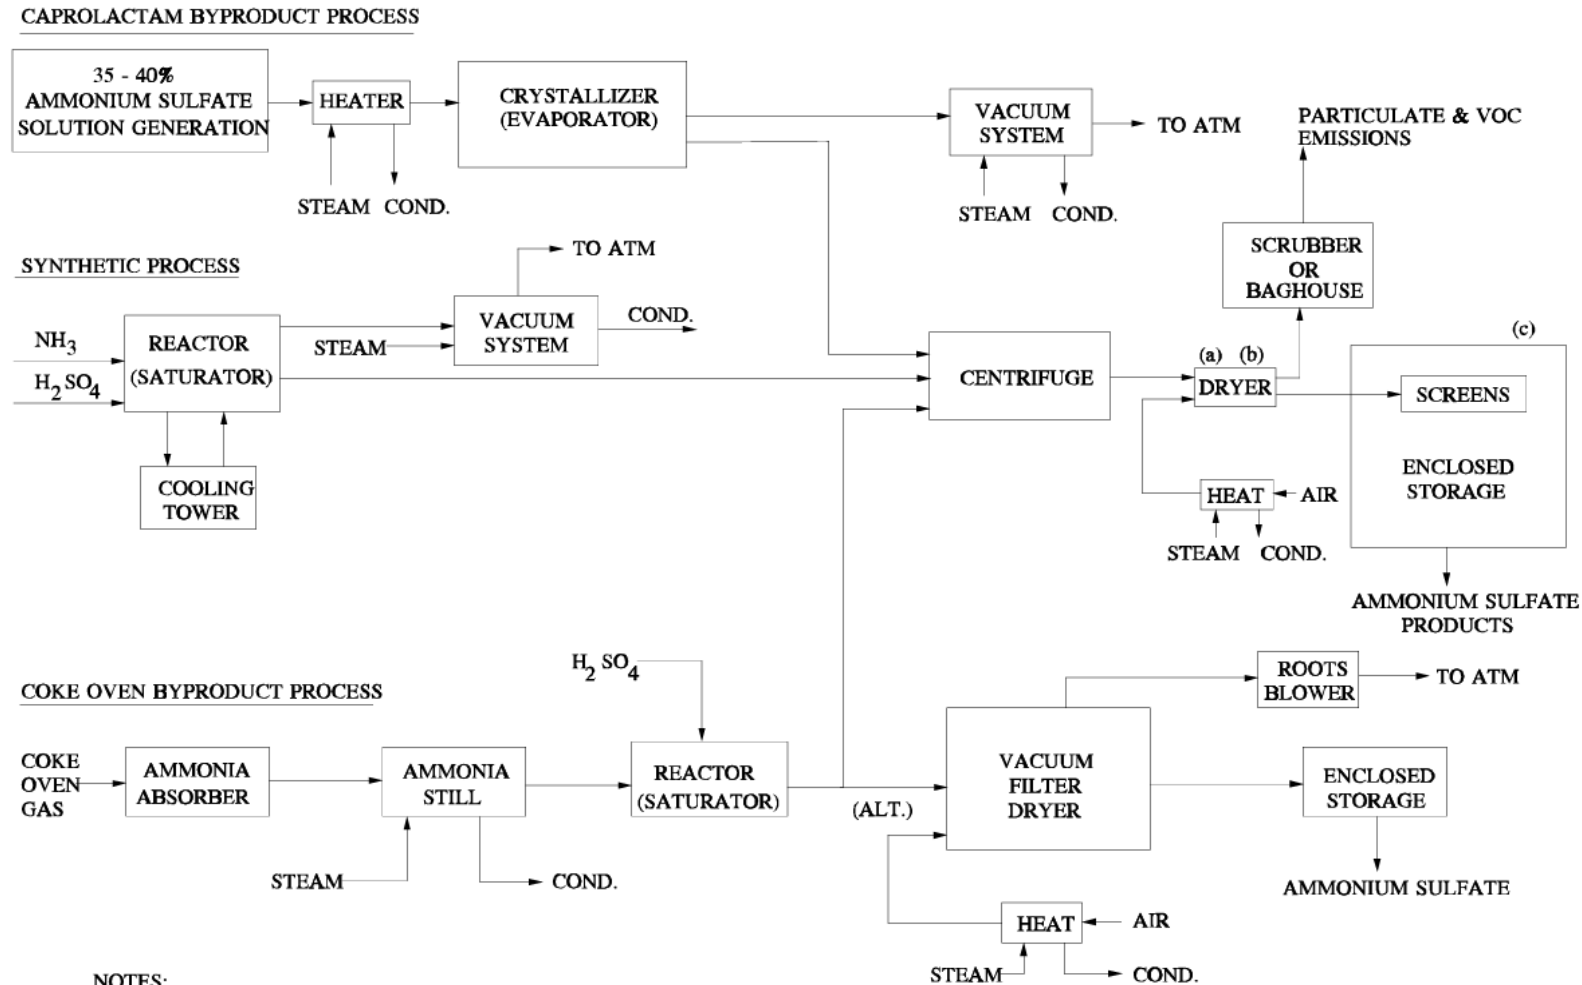 CAPROLACTAM BYPRODUCT PROCESS
35 - 40%
AMMONIUM SULFATE
SOLUTION GENERATION
HEATER
STEAM
COND.
CRYSTALLIZER
(EVAPORATOR)
VACUUM
SYSTEM
TO ATM
STEAM
COND.
PARTICULATE & VOC
EMISSIONS
SCRUBBER
OR
BAGHOUSE
SYNTHETIC PROCESS
NH3
H2SO4
REACTOR
(SATURATOR)
COOLING
TOWER
TO ATM
STEAM
VACUUM
SYSTEM
COND.
CENTRIFUGE
(a) (b)
DRYER
HEAT
AIR
STEAM
COND.
(c)
SCREENS
ENCLOSED
STORAGE
AMMONIUM SULFATE
PRODUCTS
COKE OVEN BYPRODUCT PROCESS
COKE
OVEN
GAS
AMMONIA
ABSORBER
AMMONIA
STILL
STEAM
COND.
H2SO4
REACTOR
(SATURATOR)
(ALT.)
VACUUM
FILTER
DRYER
ROOTS
BLOWER
TO ATM
ENCLOSED
STORAGE
AMMONIUM SULFATE
HEAT
AIR
STEAM
COND.
NOTES: